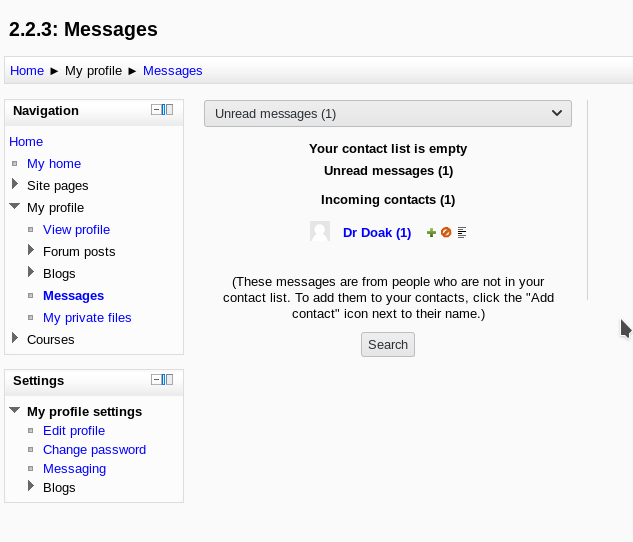 2.2.3: Messages
Home ► My profile ► Messages
Navigation
Home
My home
Site pages
My profile
View profile
Forum posts
Blogs
Messages
My private files
Courses
Settings
My profile settings
Edit profile
Change password
Messaging
Blogs
Unread messages (1)
Your contact list is empty
Unread messages (1)
Incoming contacts (1)
Dr Doak (1)
(These messages are from people who are not in your
contact list. To add them to your contacts, click the "Add
contact" icon next to their name.)
Search